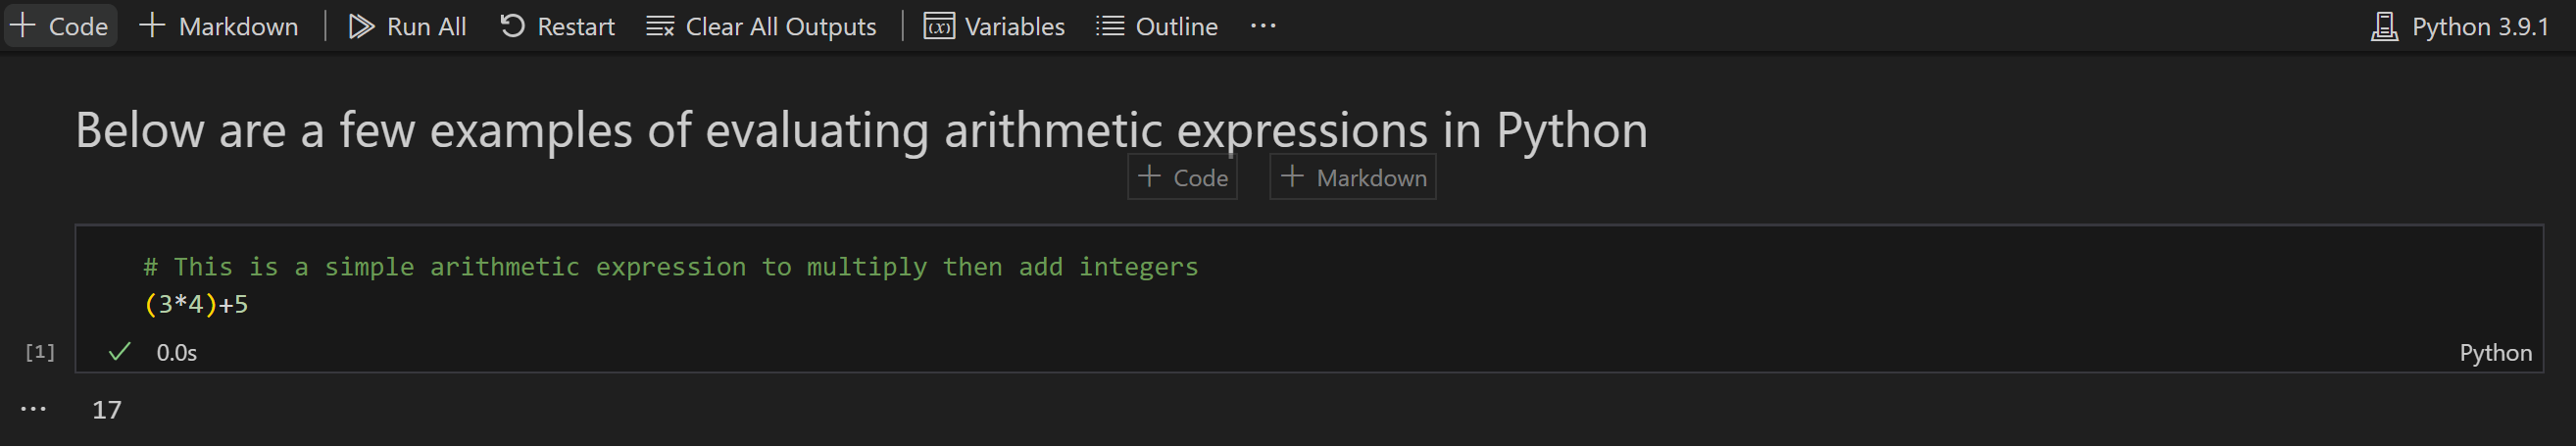 Code Markdown Run All Restart Clear All Outputs (x) Variables Outline ... Python 3.9.1
Below are a few examples of evaluating arithmetic expressions in Python
Code Markdown
# This is a simple arithmetic expression to multiply then add integers
(3*4)+5
[1] 0.0s Python
... 17